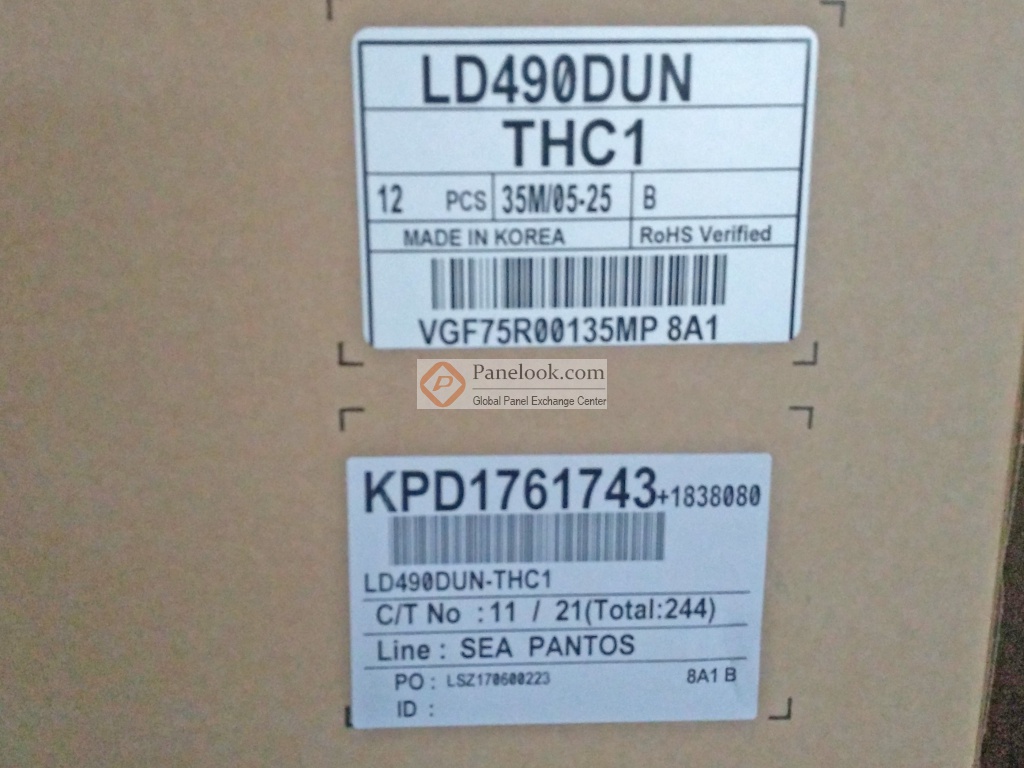 LD490DUN
THC1
12 PCS 35M/05-25 B
MADE IN KOREA RoHS Verified
VGF75R00135MP 8A1
Panelook.com
Global Panel Exchange Center
KPD1761743+1838080
LD490DUN-THC1
C/T No : 11 / 21(Total:244)
Line : SEA PANTOS
PO : LSZ170600223 8A1 B
ID :